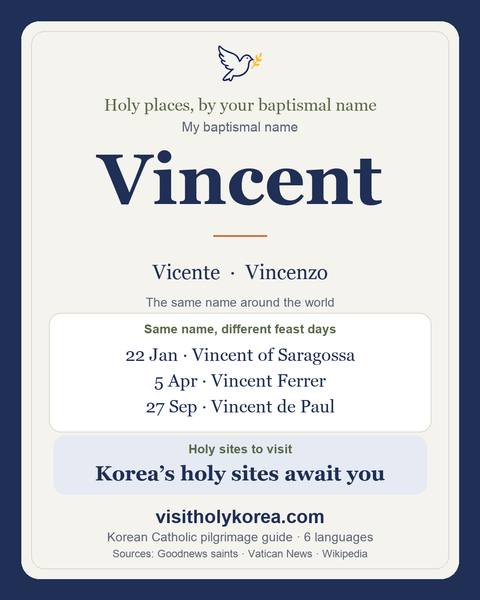 Holy places, by your baptismal name
My baptismal name
Vincent
Vicente · Vincenzo
The same name around the world
Same name, different feast days
22 Jan · Vincent of Saragossa
5 Apr · Vincent Ferrer
27 Sep · Vincent de Paul
Holy sites to visit
Korea’s holy sites await you
visitholykorea.com
Korean Catholic pilgrimage guide · 6 languages
Sources: Goodnews saints · Vatican News · Wikipedia